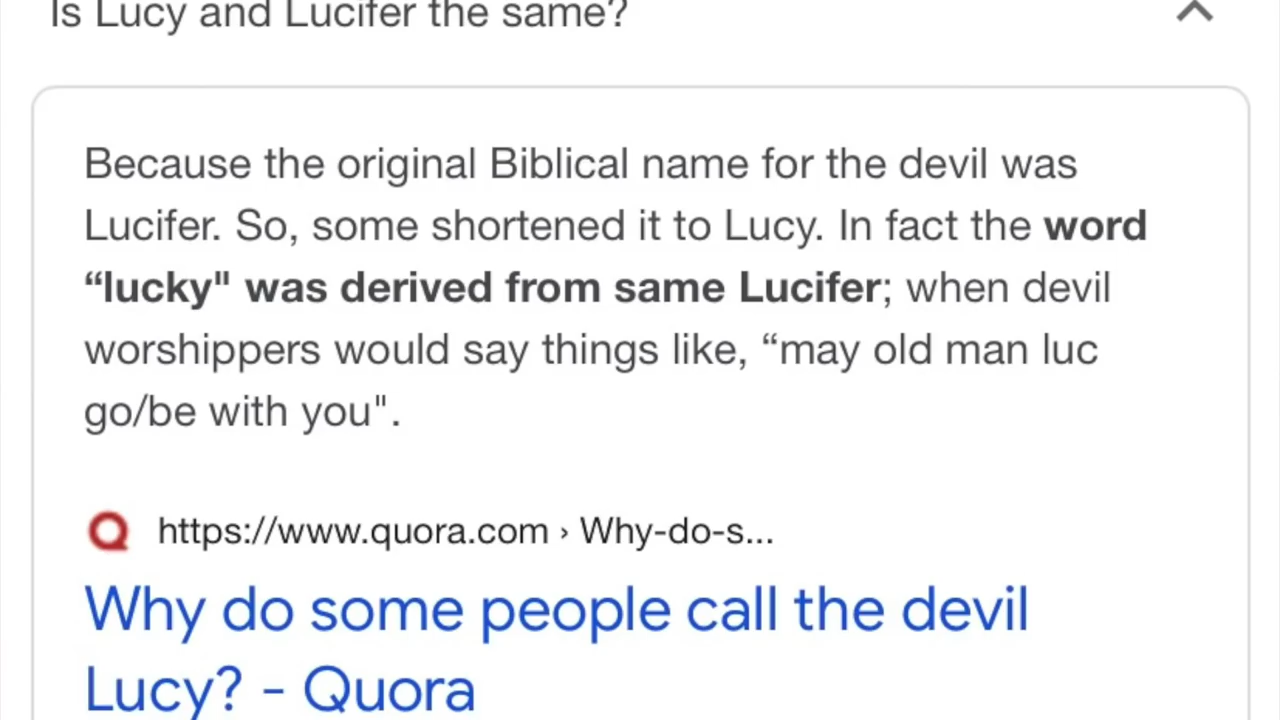 Is Lucy and Lucifer the same?
Because the original Biblical name for the devil was
Lucifer. So, some shortened it to Lucy. In fact the word
“lucky" was derived from same Lucifer; when devil
worshippers would say things like, “may old man luc
go/be with you".
https://www.quora.com › Why-do-s...
Why do some people call the devil
Lucy? - Quora